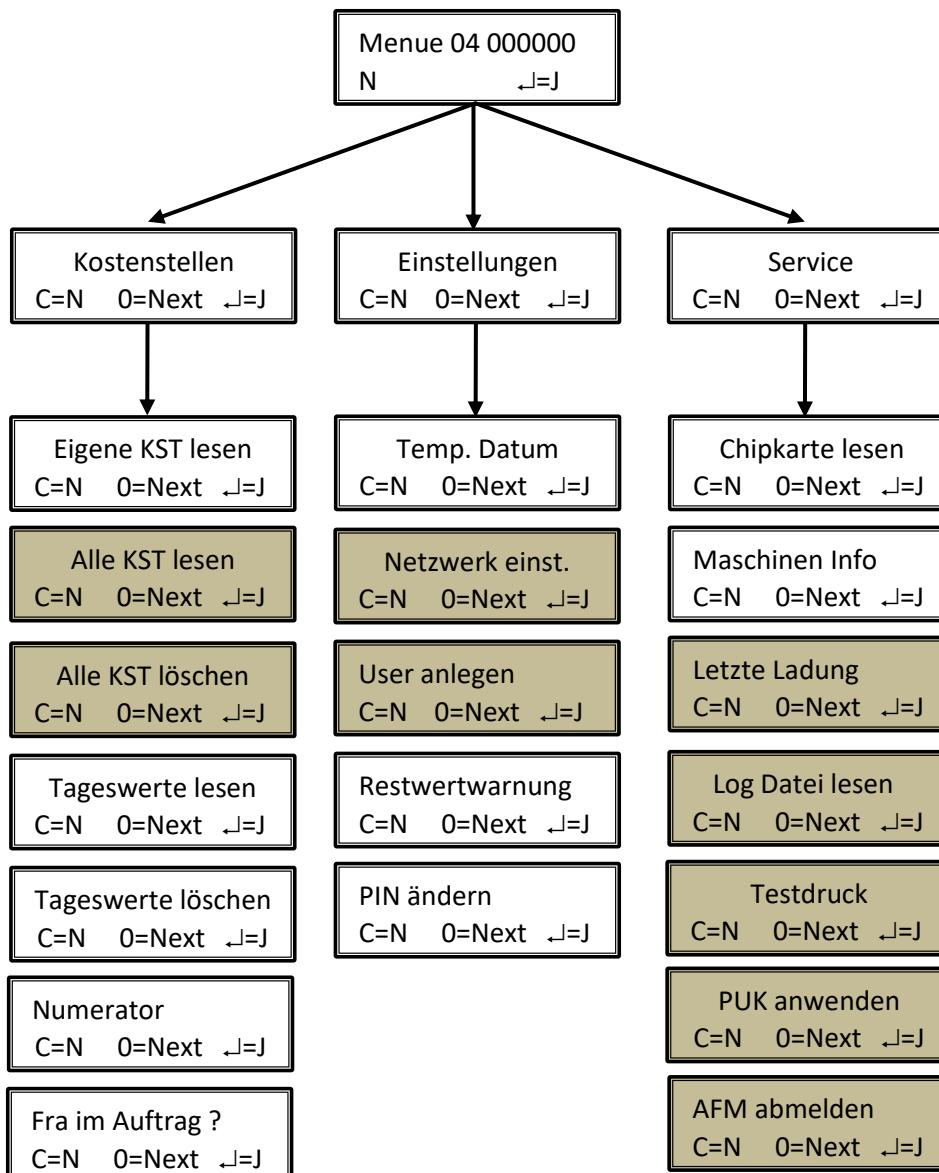 Menue 04 000000
N ↵=J
Kostenstellen
C=N 0=Next ↵=J
Eigene KST lesen
C=N 0=Next ↵=J
Alle KST lesen
C=N 0=Next ↵=J
Alle KST löschen
C=N 0=Next ↵=J
Tageswerte lesen
C=N 0=Next ↵=J
Tageswerte löschen
C=N 0=Next ↵=J
Numerator
C=N 0=Next ↵=J
Fra im Auftrag ?
C=N 0=Next ↵=J
Einstellungen
C=N 0=Next ↵=J
Temp. Datum
C=N 0=Next ↵=J
Netzwerk einst.
C=N 0=Next ↵=J
User anlegen
C=N 0=Next ↵=J
Restwertwarnung
C=N 0=Next ↵=J
PIN ändern
C=N 0=Next ↵=J
Service
C=N 0=Next ↵=J
Chipkarte lesen
C=N 0=Next ↵=J
Maschinen Info
C=N 0=Next ↵=J
Letzte Ladung
C=N 0=Next ↵=J
Log Datei lesen
C=N 0=Next ↵=J
Testdruck
C=N 0=Next ↵=J
PUK anwenden
C=N 0=Next ↵=J
AFM abmelden
C=N 0=Next ↵=J